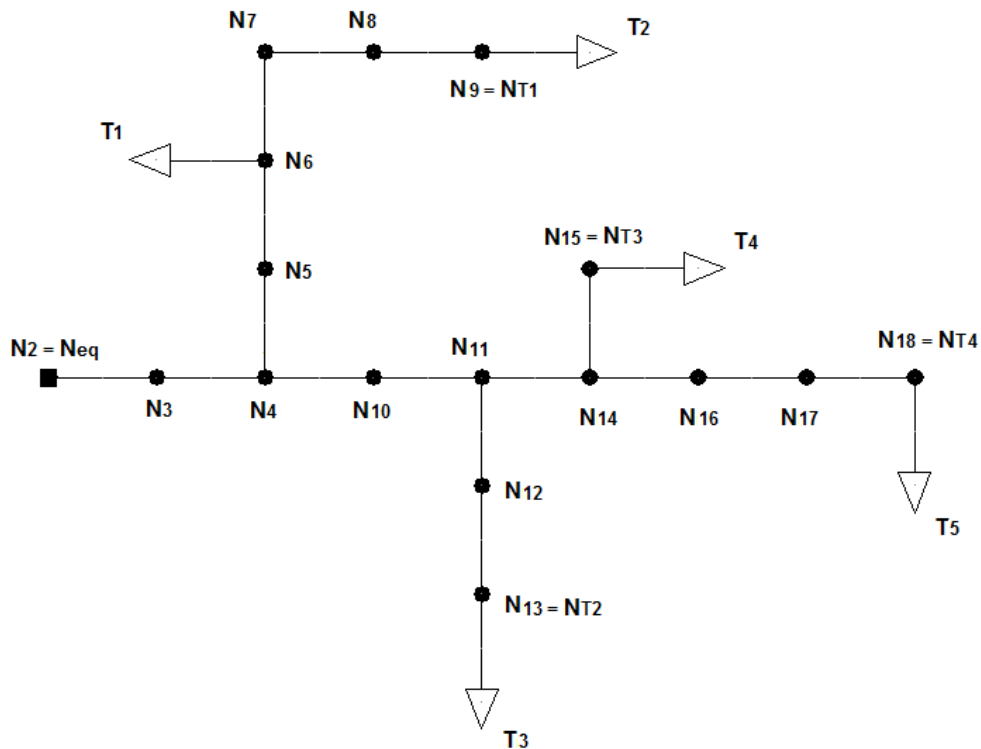 N7
N8
T2
N9 = NT1
T1
N6
N15 = NT3
T4
N5
N2 = Neq
N11
N18 = NT4
N3
N4
N10
N14
N16
N17
N12
T5
N13 = NT2
T3